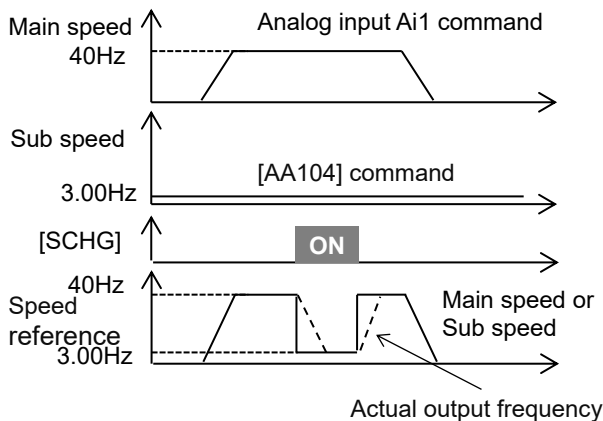 Main speed
Analog input Ai1 command
40Hz
Sub speed
[AA104] command
3.00Hz
[SCHG]
ON
40Hz
Speed
reference
Main speed or
Sub speed
3.00Hz
Actual output frequency